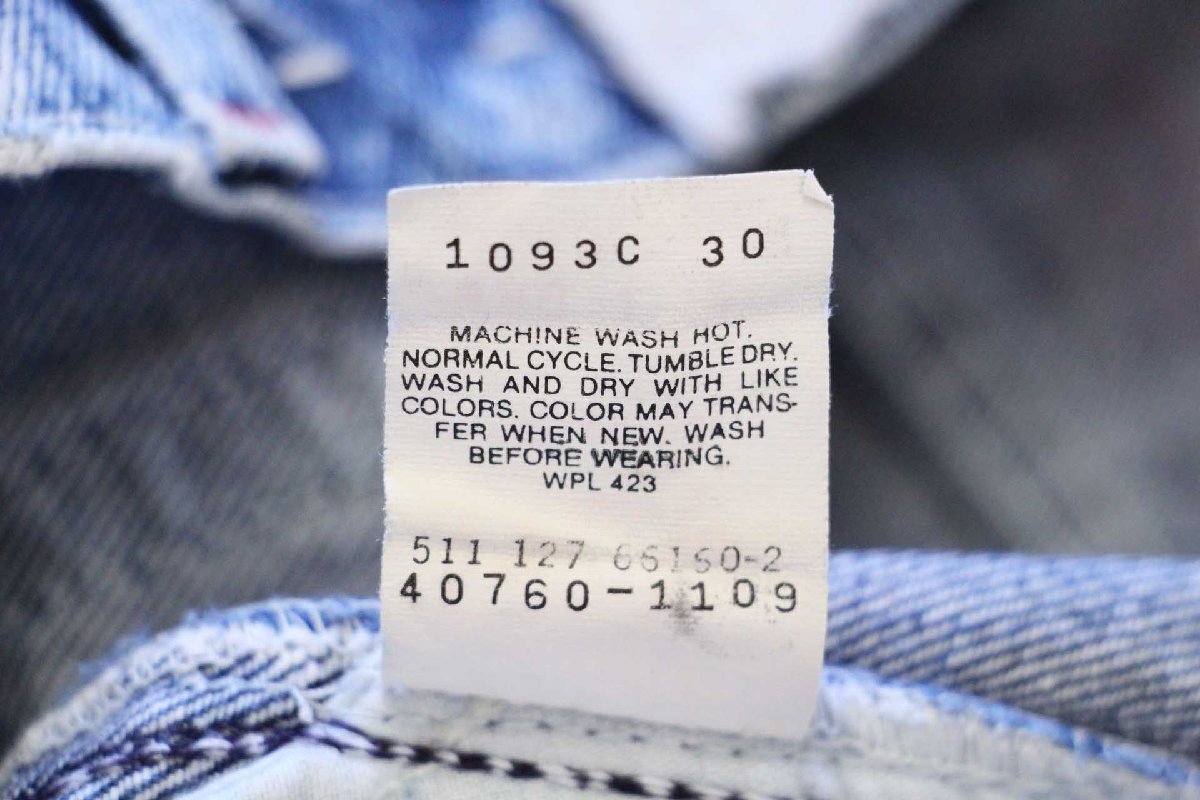 1093C 30
MACHINE WASH HOT.
NORMAL CYCLE. TUMBLE DRY.
WASH AND DRY WITH LIKE
COLORS. COLOR MAY TRANS-
FER WHEN NEW. WASH
BEFORE WEARING.
WPL 423
511 127 66160-2
40760-1109